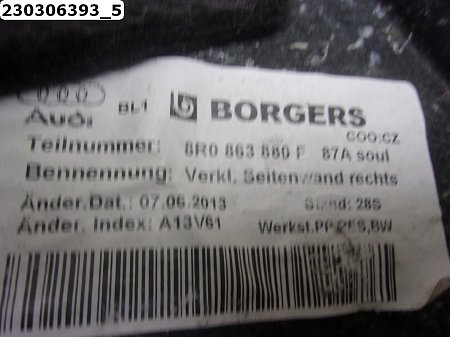 230306393_5
Audi BL1 BORGERS
COO:CZ
Teilnummer: 8R0 863 880 F 87A soul
Bennennung: Verkl. Seitenwand rechts
Änder.Dat.: 07.06.2013 Stand: 28S
Änder. Index: A13V61 Werkst.PP,PES,BW